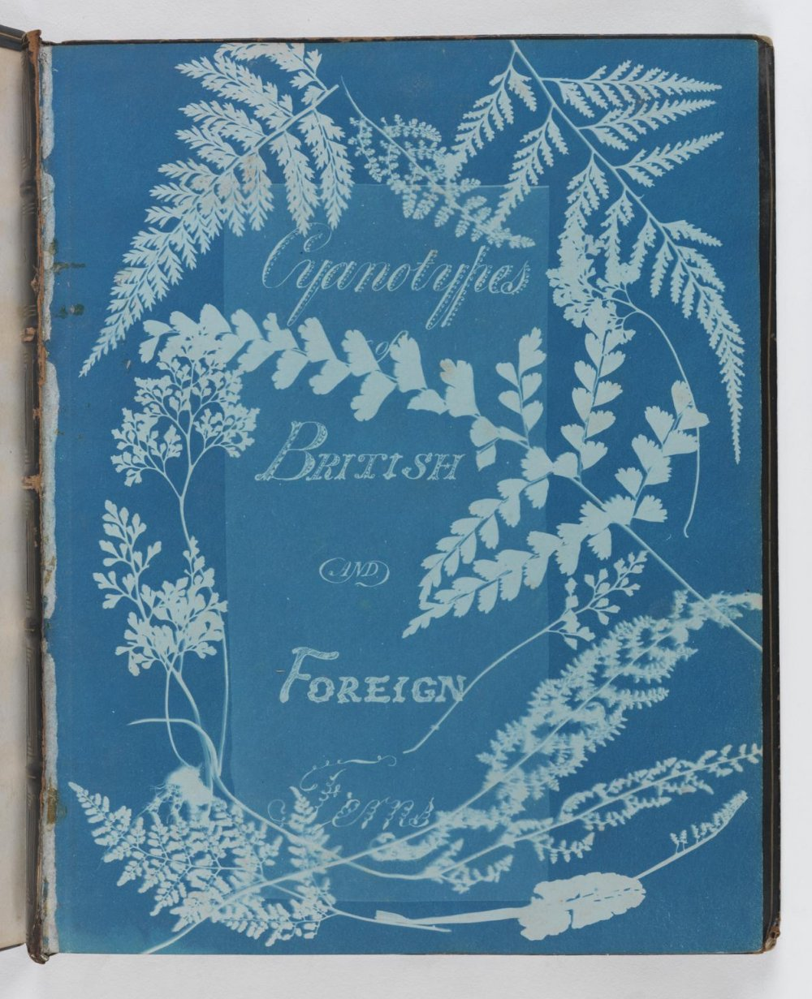 Cyanotypes
of
British
and
Foreign
Ferns